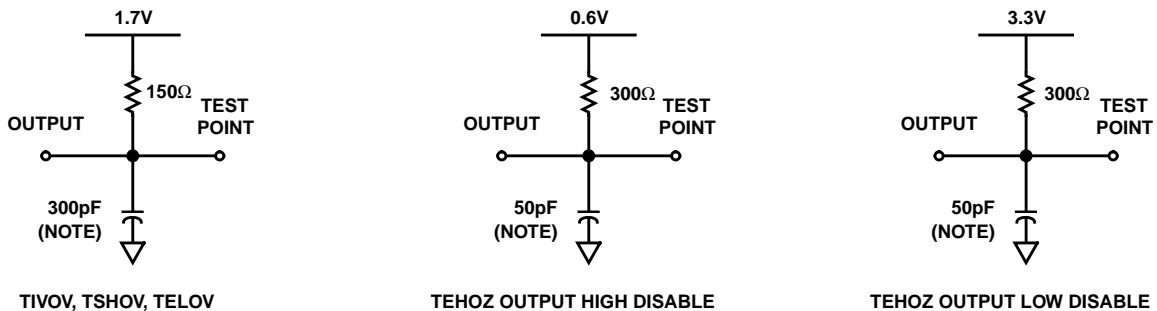 1.7V
150Ω
TEST
POINT
OUTPUT
300pF
(NOTE)
TIVOV, TSHOV, TELOV
0.6V
300Ω
TEST
POINT
OUTPUT
50pF
(NOTE)
TEHOZ OUTPUT HIGH DISABLE
3.3V
300Ω
TEST
POINT
OUTPUT
50pF
(NOTE)
TEHOZ OUTPUT LOW DISABLE